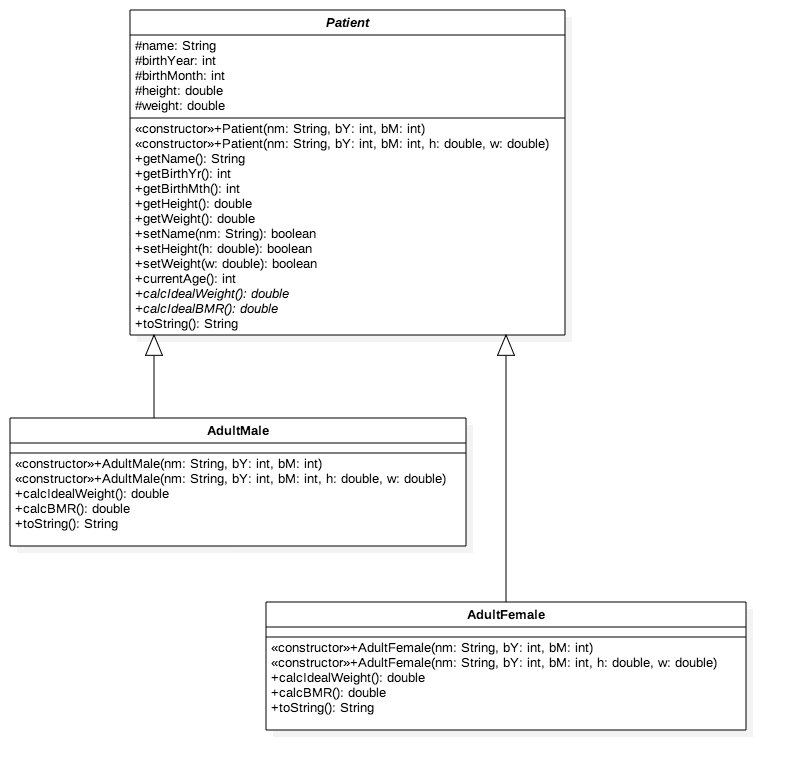 Patient
#name: String
#birthYear: int
#birthMonth: int
#height: double
#weight: double
«constructor»+Patient(nm: String, bY: int, bM: int)
«constructor»+Patient(nm: String, bY: int, bM: int, h: double, w: double)
+getName(): String
+getBirthYr(): int
+getBirthMth(): int
+getHeight(): double
+getWeight(): double
+setName(nm: String): boolean
+setHeight(h: double): boolean
+setWeight(w: double): boolean
+currentAge(): int
+calcIdealWeight(): double
+calcIdealBMR(): double
+toString(): String
AdultMale
«constructor»+AdultMale(nm: String, bY: int, bM: int)
«constructor»+AdultMale(nm: String, bY: int, bM: int, h: double, w: double)
+calcIdealWeight(): double
+calcBMR(): double
+toString(): String
AdultFemale
«constructor»+AdultFemale(nm: String, bY: int, bM: int)
«constructor»+AdultFemale(nm: String, bY: int, bM: int, h: double, w: double)
+calcIdealWeight(): double
+calcBMR(): double
+toString(): String